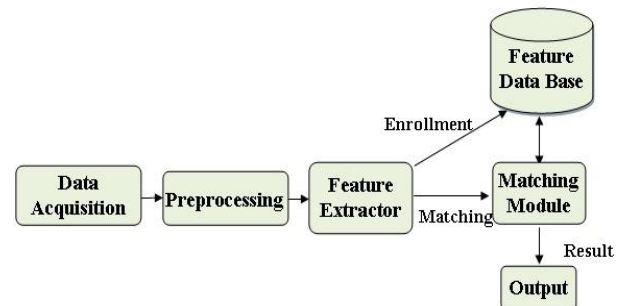 Feature
Data Base
Enrollment
Data
Acquisition
Preprocessing
Feature
Extractor
Matching
Matching
Module
Result
Output